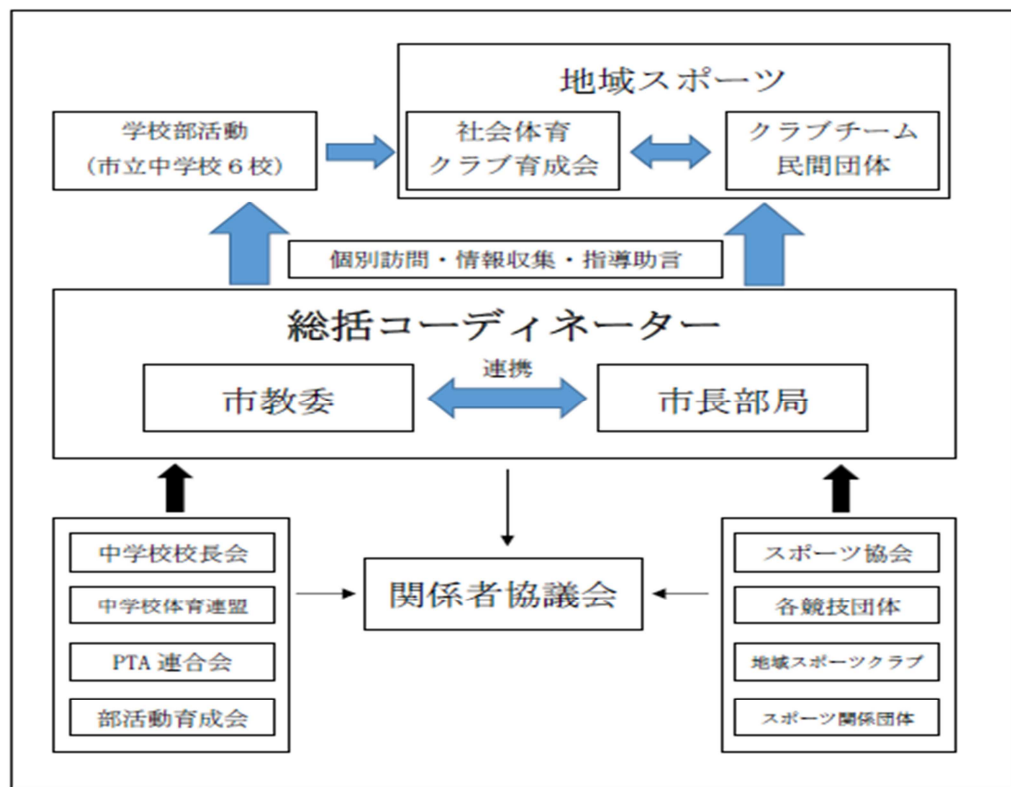 地域スポーツ
学校部活動
(市立中学校６校)
社会体育
クラブ育成会
クラブチーム
民間団体
個別訪問・情報収集・指導助言
総括コーディネーター
連携
市教委
市長部局
中学校校長会
中学校体育連盟
PTA 連合会
部活動育成会
関係者協議会
スポーツ協会
各競技団体
地域スポーツクラブ
スポーツ関係団体